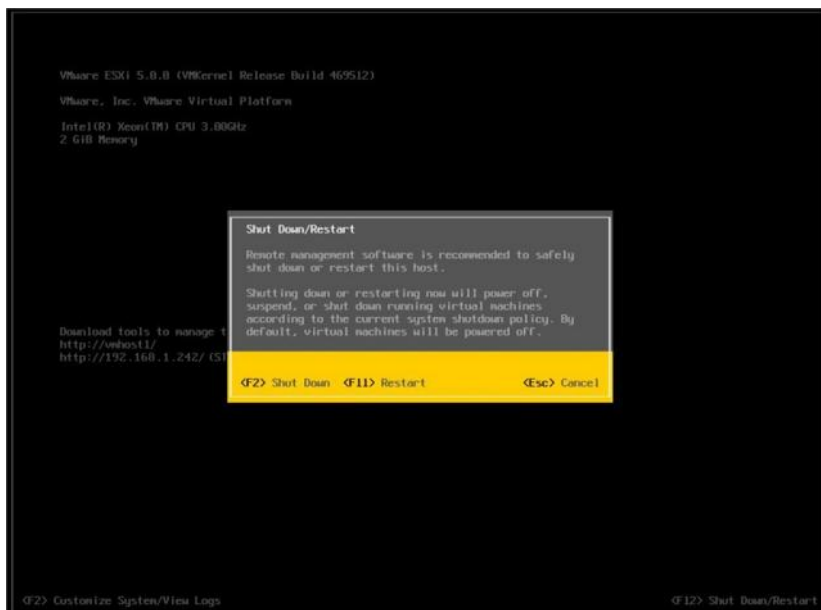 VMware ESXi 5.0.0 (VMKernel Release Build 469512)
VMware, Inc. VMware Virtual Platform
Intel(R) Xeon(TM) CPU 3.00GHz
2 GiB Memory
Shut Down/Restart
Remote management software is recommended to safely
shut down or restart this host.
Shutting down or restarting now will power off,
suspend, or shut down running virtual machines
according to the current system shutdown policy. By
default, virtual machines will be powered off.
<F2> Shut Down <F11> Restart <Esc> Cancel
Download tools to manage t
http://vmhost1/
http://192.168.1.242/ (ST
<F2> Customize System/View Logs
<F12> Shut Down/Restart